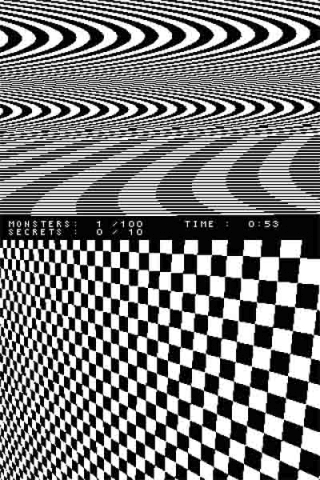 MONSTERS: 1 /100 TIME : 0:53
SECRETS : 0 / 10